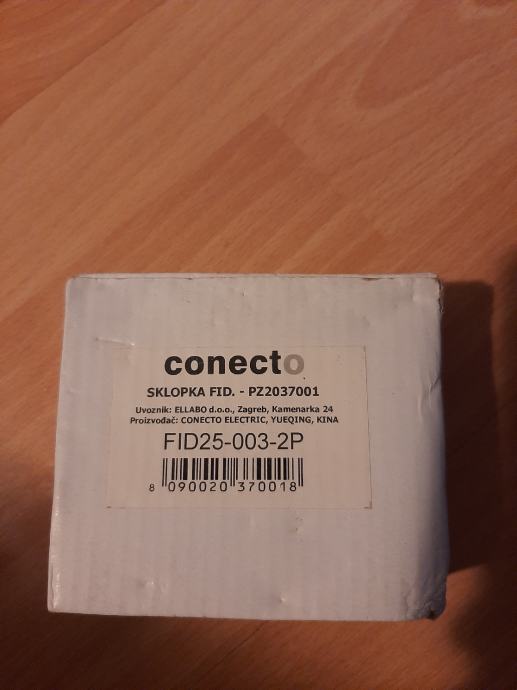 conecto
SKLOPKA FID. - PZ2037001
Uvoznik: ELLABO d.o.o., Zagreb, Kamenarka 24
Proizvođač: CONECTO ELECTRIC, YUEQING, KINA
FID25-003-2P
8 090020 370018